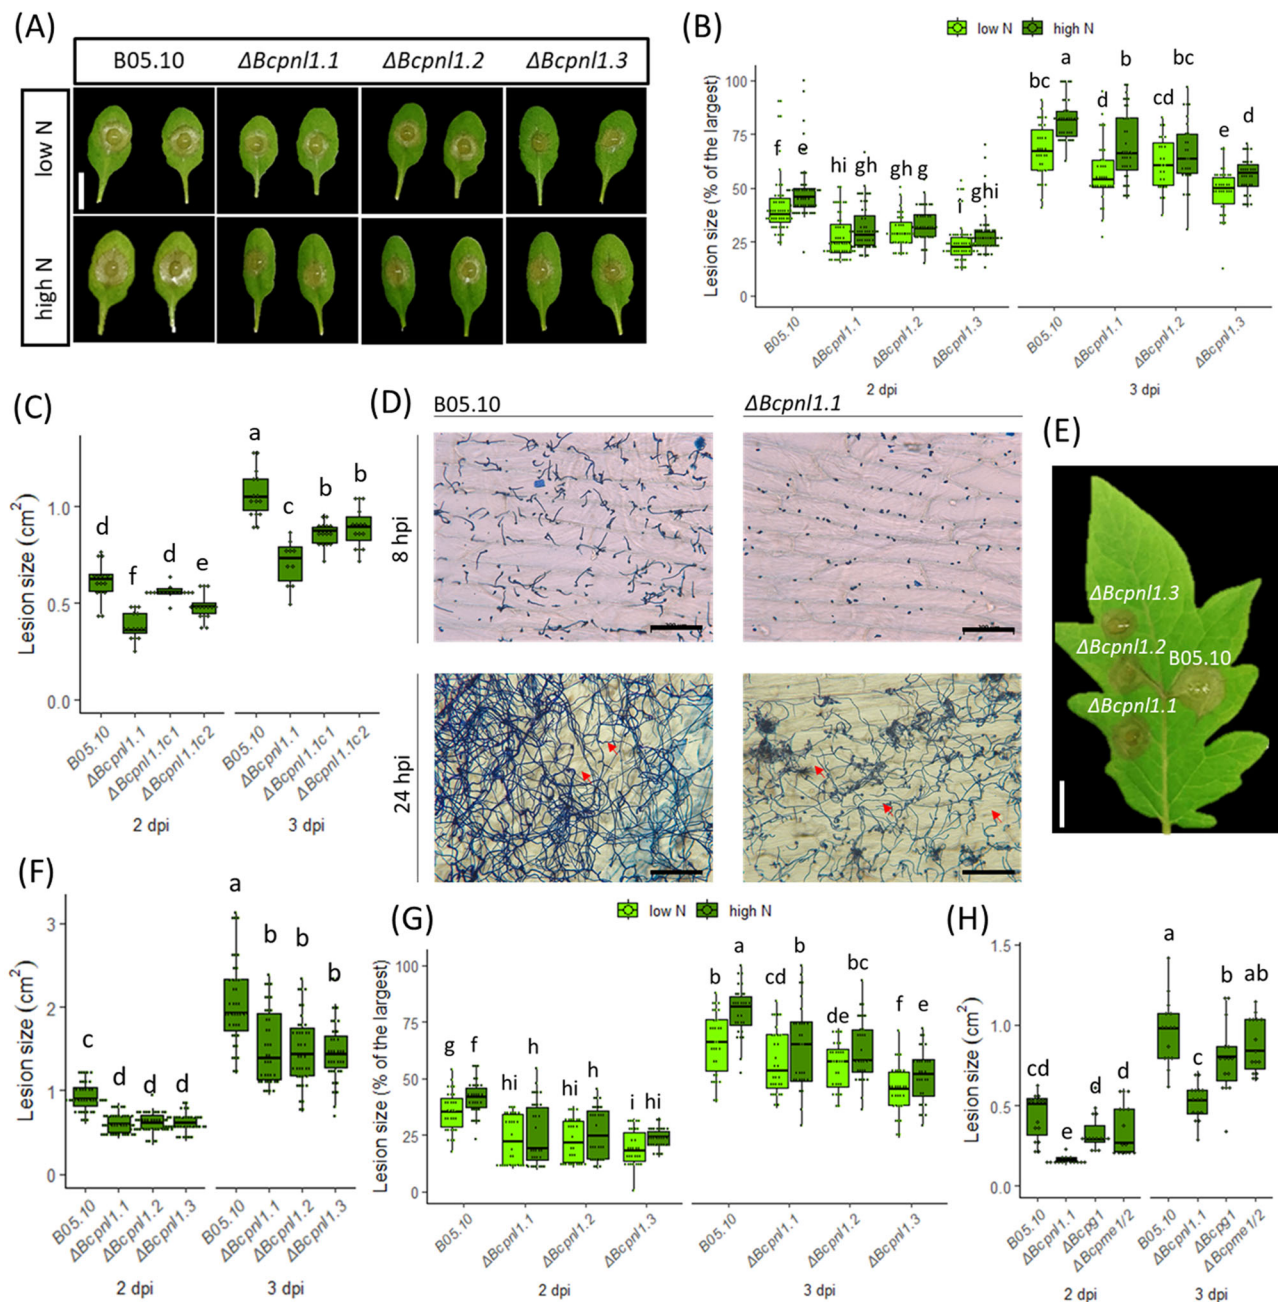 (A)
B05.10 ΔBcpnl1.1 ΔBcpnl1.2 ΔBcpnl1.3
low N
high N
(B)
low N high N
Lesion size (% of the largest)
100
75
50
25
0
f e hi gh gh g i ghi
bc a d b cd bc e d
B05.10 ΔBcpnl1.1 ΔBcpnl1.2 ΔBcpnl1.3
B05.10 ΔBcpnl1.1 ΔBcpnl1.2 ΔBcpnl1.3
2 dpi 3 dpi
(C)
Lesion size (cm²)
1.0
0.5
0.0
d f d e
a c b b
B05.10 ΔBcpnl1.1 ΔBcpnl1.1c1 ΔBcpnl1.1c2
B05.10 ΔBcpnl1.1 ΔBcpnl1.1c1 ΔBcpnl1.1c2
2 dpi 3 dpi
(D)
B05.10 ΔBcpnl1.1
8 hpi
24 hpi
(E)
ΔBcpnl1.3
ΔBcpnl1.2
B05.10
ΔBcpnl1.1
(F)
Lesion size (cm²)
3
2
1
0
c d d d
a b b b
B05.10 ΔBcpnl1.1 ΔBcpnl1.2 ΔBcpnl1.3
B05.10 ΔBcpnl1.1 ΔBcpnl1.2 ΔBcpnl1.3
2 dpi 3 dpi
(G)
low N high N
Lesion size (% of the largest)
100
75
50
25
0
g f hi h hi h i hi
b a cd b de bc f e
B05.10 ΔBcpnl1.1 ΔBcpnl1.2 ΔBcpnl1.3
B05.10 ΔBcpnl1.1 ΔBcpnl1.2 ΔBcpnl1.3
2 dpi 3 dpi
(H)
Lesion size (cm²)
1.5
1.0
0.5
0.0
cd e d d
a c b ab
B05.10 ΔBcpnl1.1 ΔBcpg1 ΔBcpme1/2
B05.10 ΔBcpnl1.1 ΔBcpg1 ΔBcpme1/2
2 dpi 3 dpi